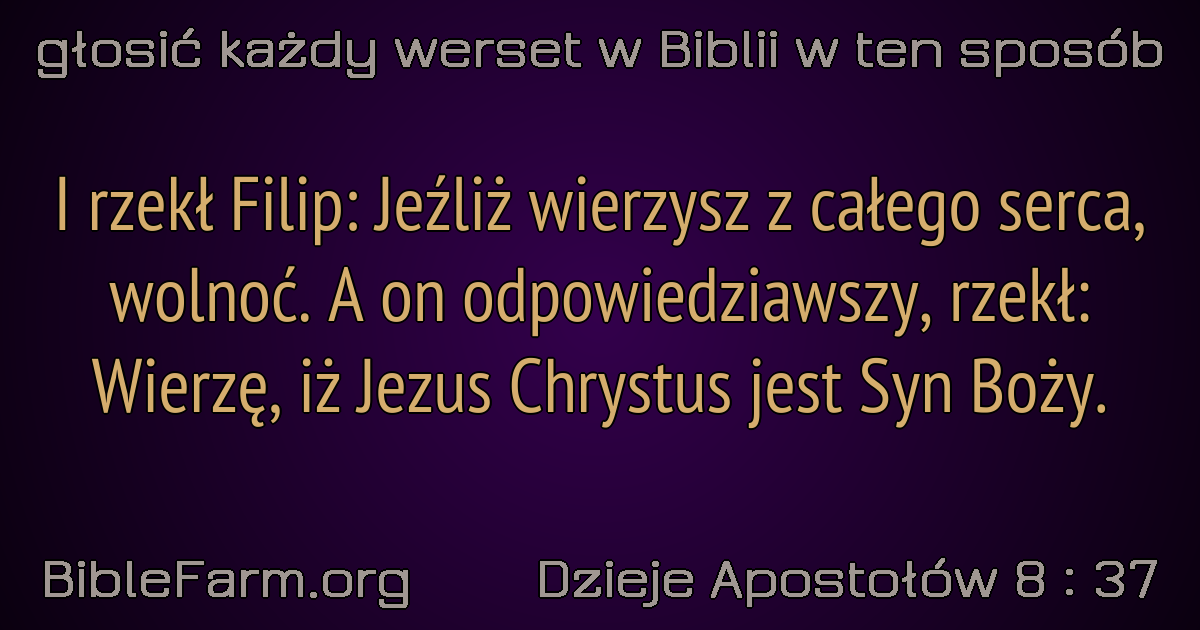 głosić każdy werset w Biblii w ten sposób
I rzekł Filip: Jeźliż wierzysz z całego serca,
wolnoć. A on odpowiedziawszy, rzekł:
Wierzę, iż Jezus Chrystus jest Syn Boży.
BibleFarm.org
Dzieje Apostołów 8 : 37